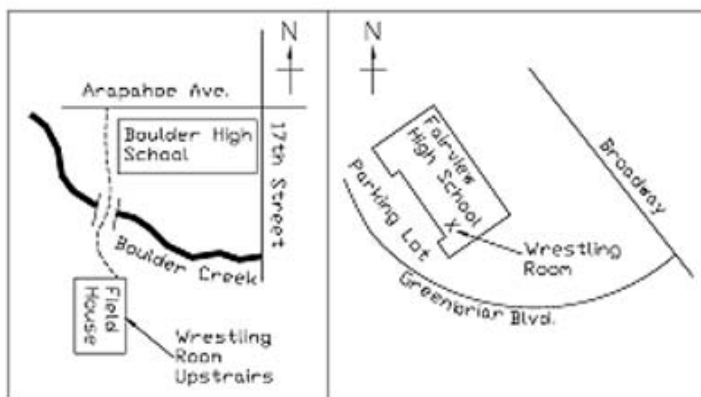 N
Arapahoe Ave.
Boulder High
School
17th Street
Boulder Creek
Field
House
Wrestling
Room
Upstairs
N
Fairview
High School
X
Parking Lot
Broadway
Wrestling
Room
Greenbriar Blvd.